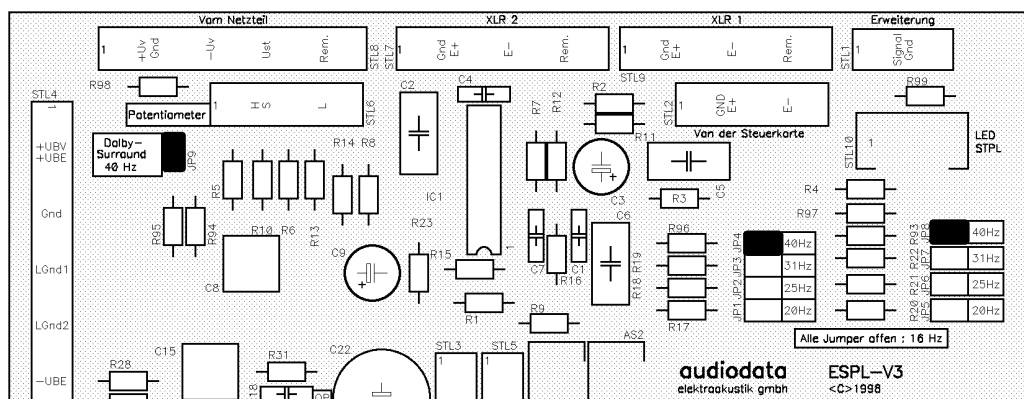 Vom Netzteil
XLR 2
XLR 1
Erweiterung
1
+Uv
Gnd
-Uv
Ust
Rem.
STL8
STL7
1
Gnd
E+
E-
Rem.
1
Gnd
E+
E-
Rem.
STL1
1
Signal
Gnd
STL9
R98
STL4
1
Potentiometer
1
H
S
L
STL6
C2
C4
R7
R12
R2
R11
STL2
1
GND
E+
E-
Von der Steuerkarte
R99
STL10
LED
STPL
+UBV
+UBE
Dolby-
Surround
40 Hz
JP9
R14
R8
R5
IC1
C3
+
R3
C5
R4
R97
Gnd
R95
R94
R10
R6
R13
C9
+
R23
R15
1
C7
R16
C1
C6
R19
R18
R96
JP4
40Hz
JP3
31Hz
JP2
25Hz
JP1
20Hz
R17
R93
JP8
40Hz
R22
JP7
31Hz
R21
JP6
25Hz
R20
JP5
20Hz
LGnd1
C8
R1
R9
LGnd2
Alle Jumper offen : 16 Hz
C15
R31
C22
STL3
STL5
AS2
audiodata
elektroakustik gmbh
ESPL-V3
<C>1998
-UBE
R28
18
OP